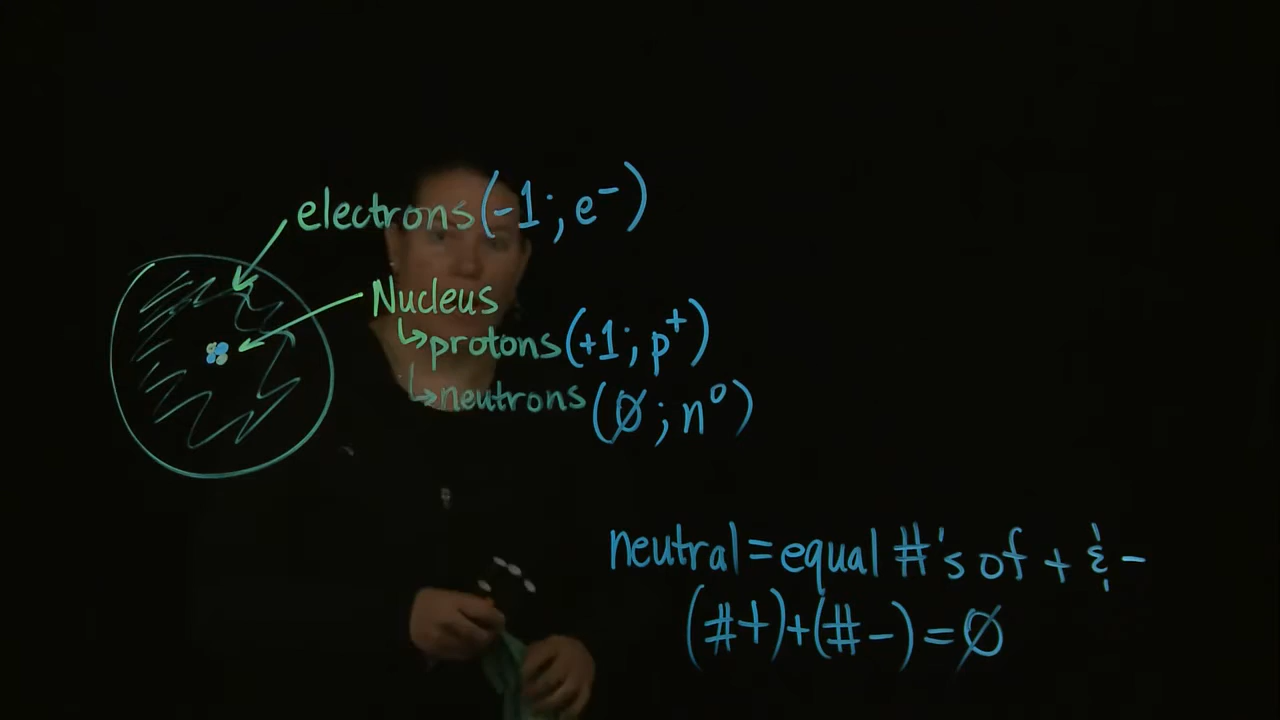 electrons (-1; e⁻)
Nucleus
↳protons (+1; p⁺)
↳neutrons (∅; n⁰)
neutral = equal #'s of + & -
(#+)+(#-)=∅